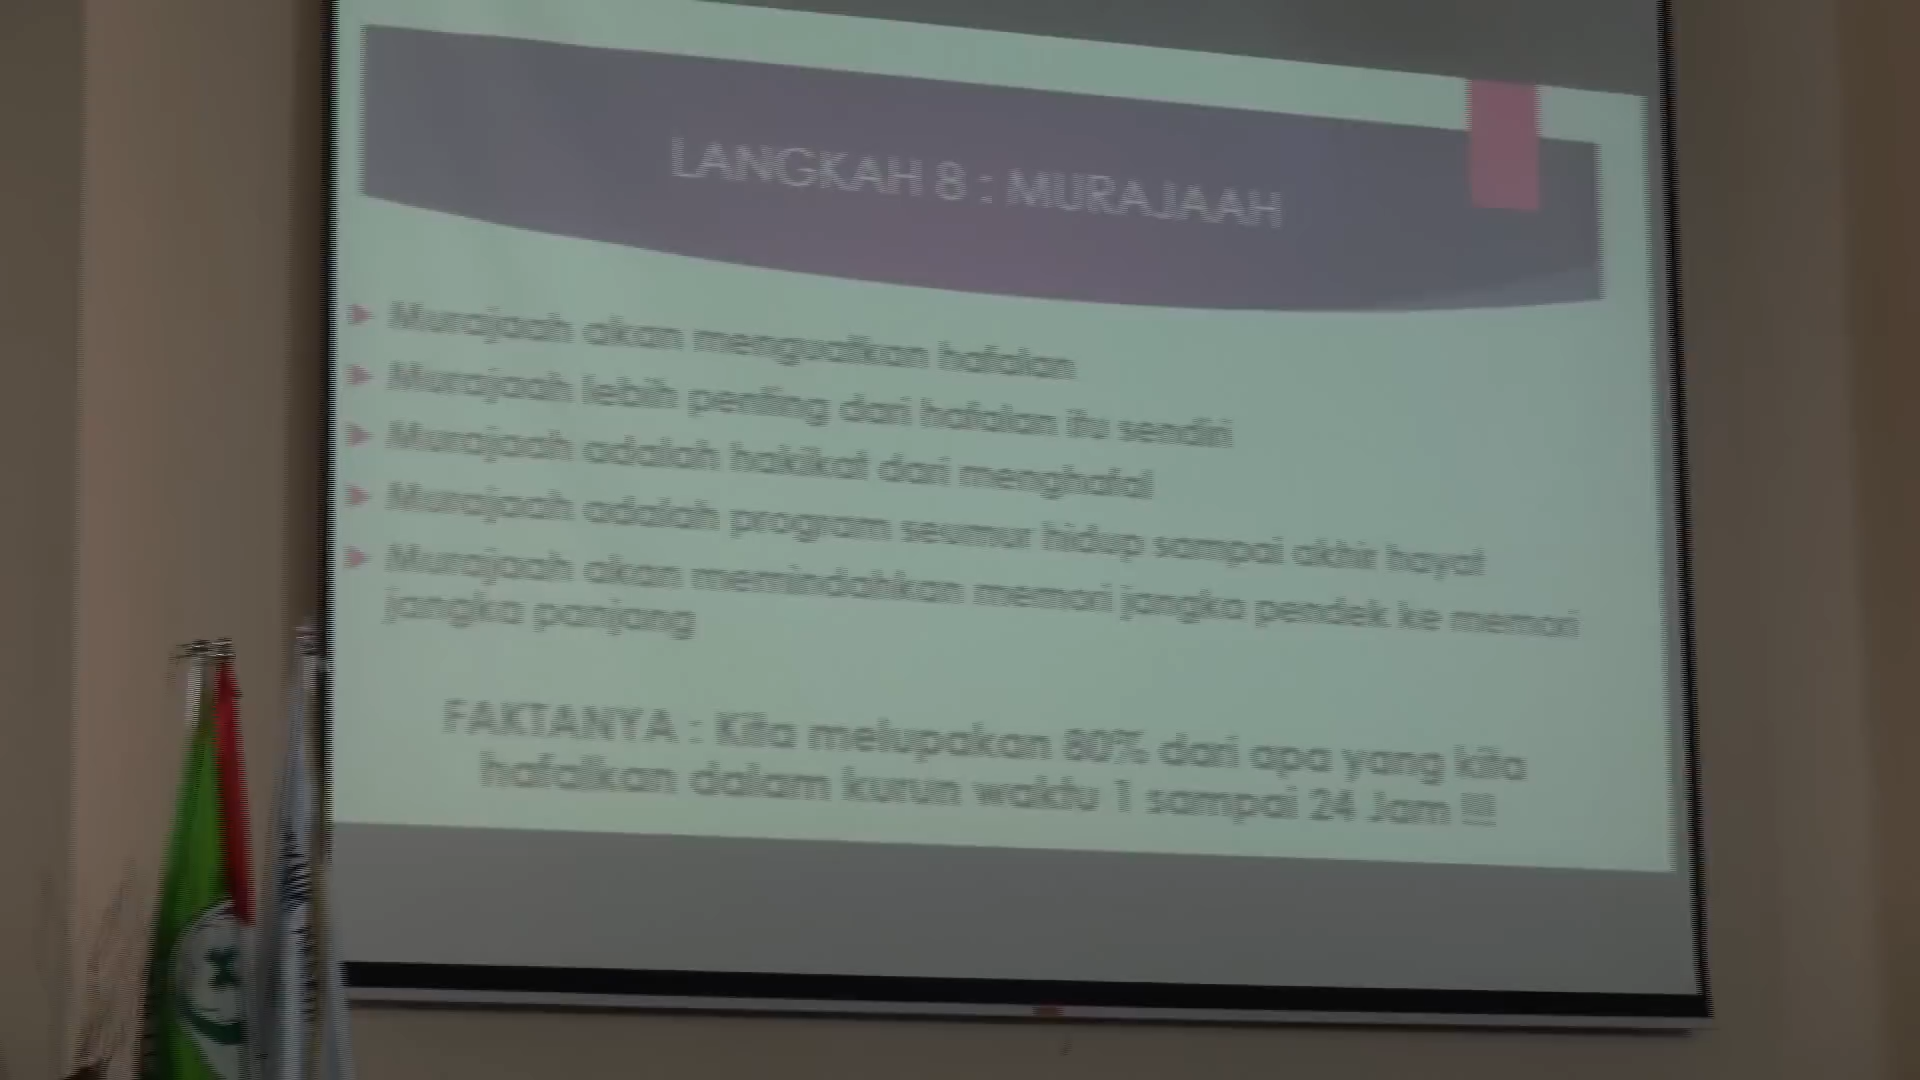 LANGKAH 8 : MURAJAAH
Murajaah akan menguatkan hafalan
Murajaah lebih penting dari hafalan itu sendiri
Murajaah adalah hakikat dari menghafal
Murajaah adalah program seumur hidup sampai akhir hayat
Murajaah akan memindahkan memori jangka pendek ke memori
jangka panjang
FAKTANYA : Kita melupakan 80% dari apa yang kita
hafalkan dalam kurun waktu 1 sampai 24 Jam !!!